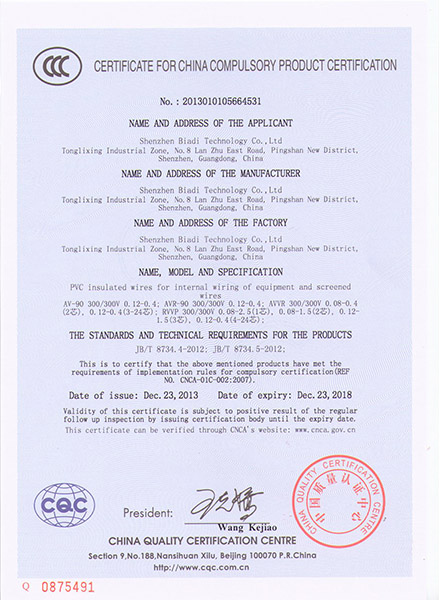 CCC
CERTIFICATE FOR CHINA COMPULSORY PRODUCT CERTIFICATION
No.: 2013010105664531
NAME AND ADDRESS OF THE APPLICANT
Shenzhen Biadi Technology Co.,Ltd
Tonglixing Industrial Zone, No.8 Lan Zhu East Road, Pingshan New District,
Shenzhen, Guangdong, China
NAME AND ADDRESS OF THE MANUFACTURER
Shenzhen Biadi Technology Co.,Ltd
Tonglixing Industrial Zone, No.8 Lan Zhu East Road, Pingshan New District,
Shenzhen, Guangdong, China
NAME AND ADDRESS OF THE FACTORY
Shenzhen Biadi Technology Co.,Ltd
Tonglixing Industrial Zone, No.8 Lan Zhu East Road, Pingshan New District,
Shenzhen, Guangdong, China
NAME, MODEL AND SPECIFICATION
PVC insulated wires for internal wiring of equipment and screened
wires
AV-90 300/300V 0.12-0.4; AVR-90 300/300V 0.12-0.4; AVVR 300/300V 0.08-0.4
(2芯), 0.12-0.4(3-24芯); RVVP 300/300V 0.08-2.5(1芯), 0.08-1.5(2芯), 0.12-
1.5(3芯), 0.12-0.4(4-24芯);
THE STANDARDS AND TECHNICAL REQUIREMENTS FOR THE PRODUCTS
JB/T 8734.4-2012; JB/T 8734.5-2012;
This is to certify that the above mentioned products have met the
requirements of implementation rules for compulsory certification(REF
NO. CNCA-01C-002:2007).
Date of issue: Dec.23,2013 Date of expiry: Dec.23,2018
Validity of this certificate is subject to positive result of the regular
follow up inspection by issuing certification body until the expiry date.
This certificate can be verified through CNCA's website: www.cnca.gov.cn
CQC
President:
Wang Kejiao
CHINA QUALITY CERTIFICATION CENTRE
中国质量认证中心
CHINA QUALITY CERTIFICATION CENTRE
Section 9,No.188,Nansihuan Xilu, Beijing 100070 P.R.China
http://www.cqc.com.cn
Q 0875491